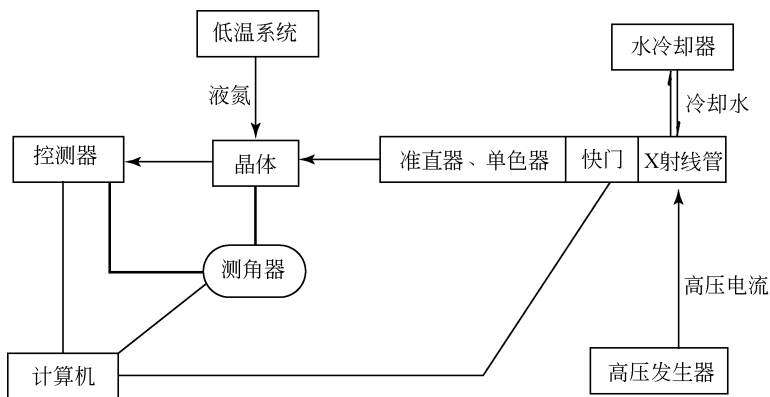 低温系统
水冷却器
液氮
冷却水
控测器
晶体
准直器、单色器
快门
X射线管
测角器
高压电流
计算机
高压发生器